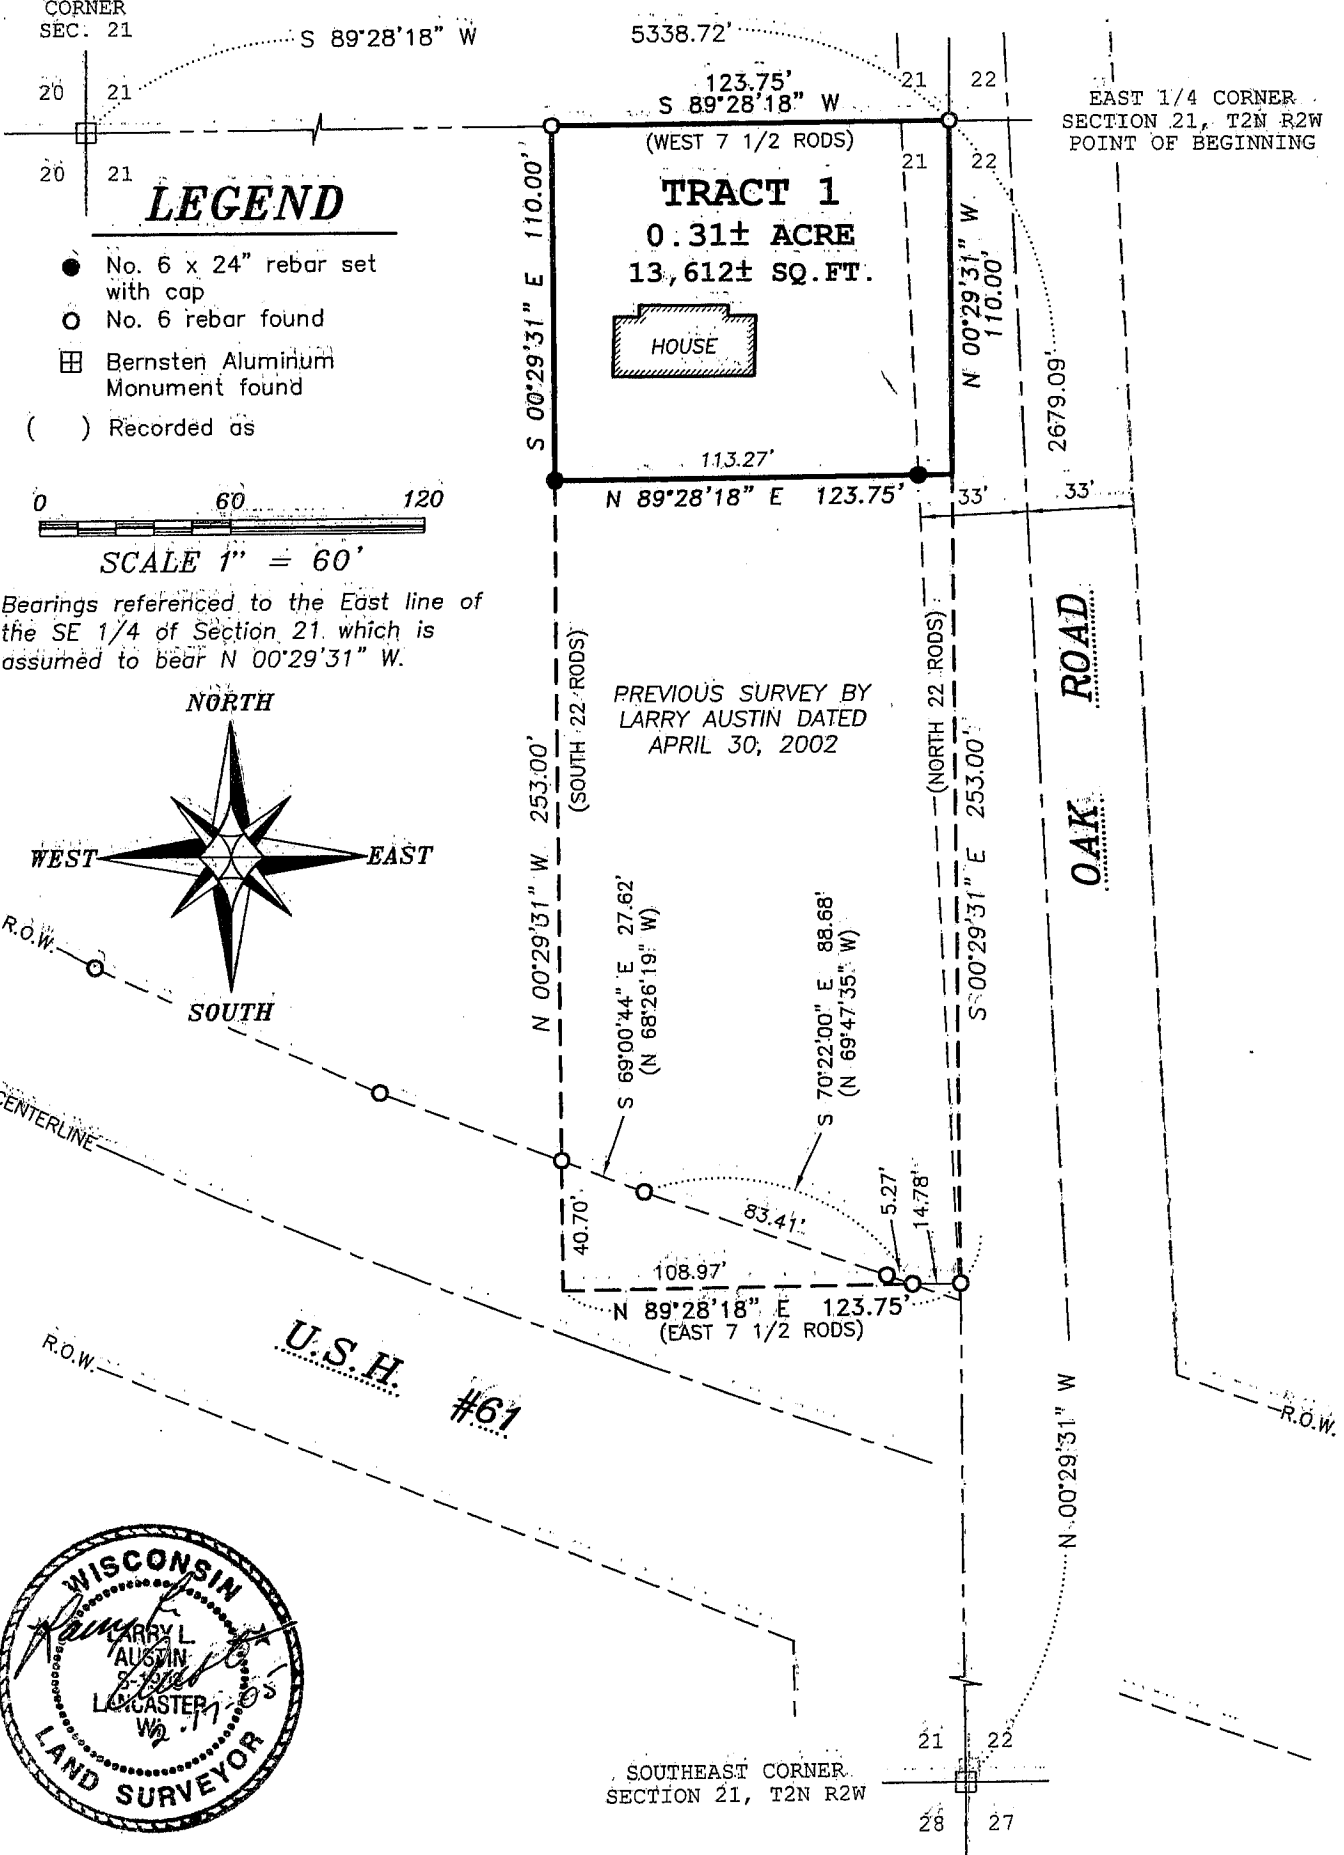 CORNER
SEC. 21
S 89°28'18" W
5338.72'
20 21
20 21
123.75'
S 89°28'18" W
(WEST 7 1/2 RODS)
21 22
21 22
EAST 1/4 CORNER
SECTION 21, T2N R2W
POINT OF BEGINNING
LEGEND
No. 6 x 24" rebar set
with cap
No. 6 rebar found
Bernsten Aluminum
Monument found
( ) Recorded as
S 00°29'31" E 110.00'
TRACT 1
0.31± ACRE
13,612± SQ.FT.
HOUSE
N 00°29'31" W
110.00'
2679.09'
113.27'
N 89°28'18" E 123.75'
33' 33'
0 60 120
SCALE 1" = 60'
Bearings referenced to the East line of
the SE 1/4 of Section 21 which is
assumed to bear N 00°29'31" W.
NORTH
WEST
EAST
SOUTH
N 00°29'31" W 253.00'
(SOUTH 22 RODS)
PREVIOUS SURVEY BY
LARRY AUSTIN DATED
APRIL 30, 2002
(NORTH 22 RODS)
S 00°29'31" E 253.00'
OAK ROAD
R.O.W.
CENTERLINE
S 69°00'44" E 27.62'
(N 68°26'19" W)
S 70°22'00" E 88.68'
(N 69°47'35" W)
40.70'
83.41'
5.27'
14.78'
108.97'
N 89°28'18" E 123.75'
(EAST 7 1/2 RODS)
U.S.H. #61
R.O.W.
R.O.W.
N 00°29'31" W
WISCONSIN
LARRY L.
AUSTIN
LANCASTER
WI.
LAND SURVEYOR
2-17-05
SOUTHEAST CORNER
SECTION 21, T2N R2W
21 22
28 27